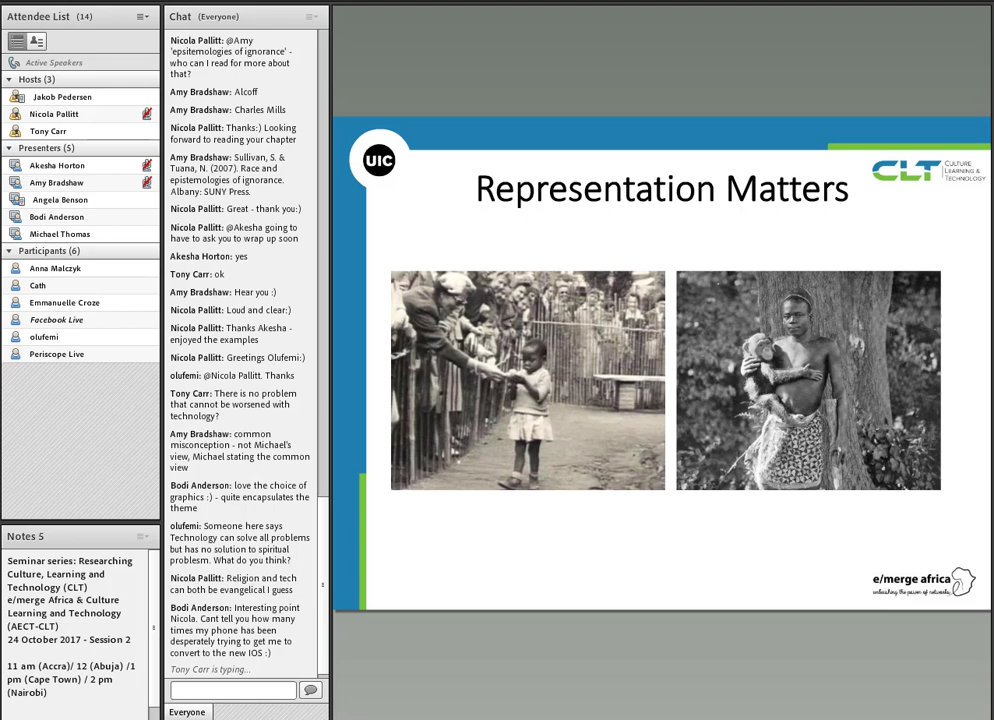 Attendee List (14)
Active Speakers
Hosts (3)
Jakob Pedersen
Nicola Pallitt
Tony Carr
Presenters (5)
Akesha Horton
Amy Bradshaw
Angela Benson
Bodi Anderson
Michael Thomas
Participants (6)
Anna Malczyk
Cath
Emmanuelle Croze
Facebook Live
olufemi
Periscope Live
Notes 5
Seminar series: Researching
Culture, Learning and
Technology (CLT)
e/merge Africa & Culture
Learning and Technology
(AECT-CLT)
24 October 2017 - Session 2
11 am (Accra)/ 12 (Abuja) /1
pm (Cape Town) / 2 pm
(Nairobi)
Chat (Everyone)
Nicola Pallitt: @Amy
'epsitemologies of ignorance' -
who can I read for more about
that?
Amy Bradshaw: Alcoff
Amy Bradshaw: Charles Mills
Nicola Pallitt: Thanks:) Looking
forward to reading your chapter
Amy Bradshaw: Sullivan, S. &
Tuana, N. (2007). Race and
epistemologies of ignorance.
Albany: SUNY Press.
Nicola Pallitt: Great - thank you:)
Nicola Pallitt: @Akesha going to
have to ask you to wrap up soon
Akesha Horton: yes
Tony Carr: ok
Amy Bradshaw: Hear you :)
Nicola Pallitt: Loud and clear:)
Nicola Pallitt: Thanks Akesha -
enjoyed the examples
Nicola Pallitt: Greetings Olufemi:)
olufemi: @Nicola Pallitt. Thanks
Tony Carr: There is no problem
that cannot be worsened with
technology?
Amy Bradshaw: common
misconception - not Michael's
view, Michael stating the common
view
Bodi Anderson: love the choice of
graphics :) - quite encapsulates the
theme
olufemi: Someone here says
Technology can solve all problems
but has no solution to spiritual
problesm. What do you think?
Nicola Pallitt: Religion and tech
can both be evangelical I guess
Bodi Anderson: Interesting point
Nicola. Cant tell you how many
times my phone has been
desperately trying to get me to
convert to the new IOS :)
Tony Carr is typing...
Everyone
UIC
CLT CULTURE
LEARNING &
TECHNOLOGY
Representation Matters
e/merge africa
unleashing the power of networks